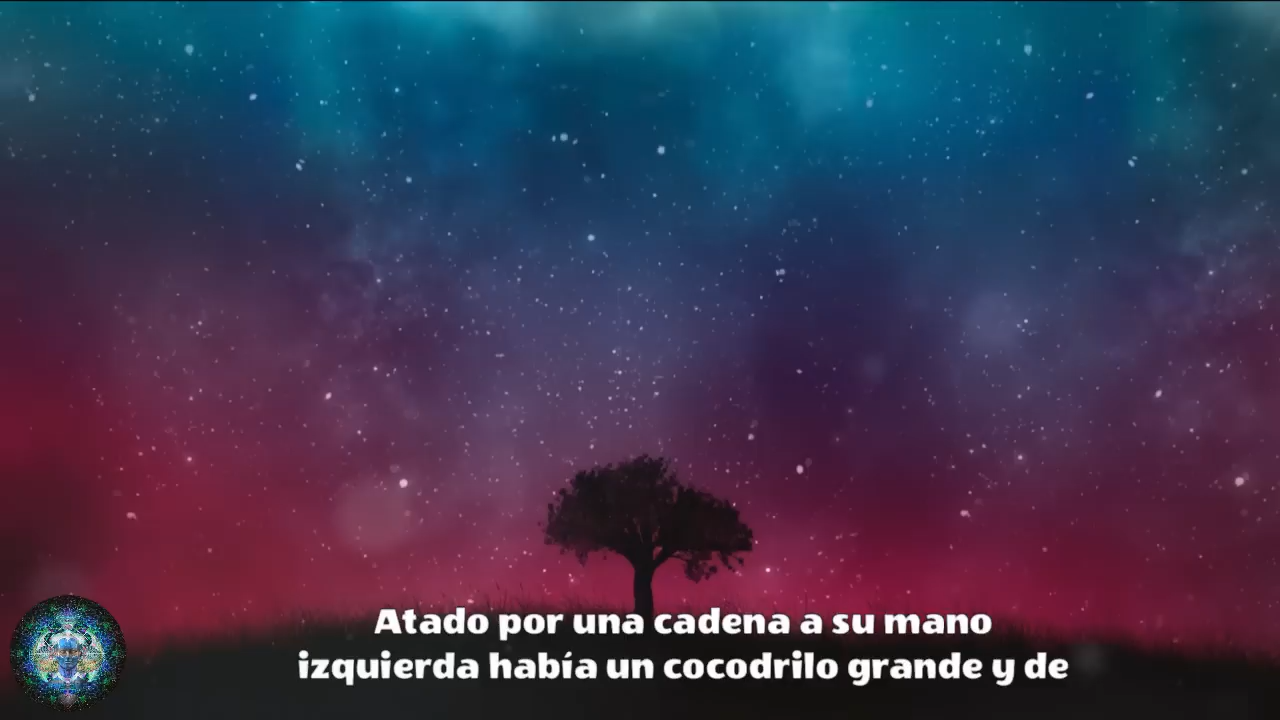 Atado por una cadena a su mano
izquierda había un cocodrilo grande y de